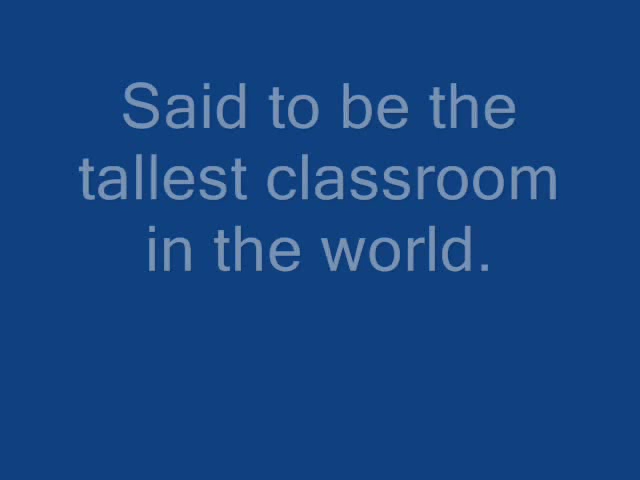 Said to be the
tallest classroom
in the world.